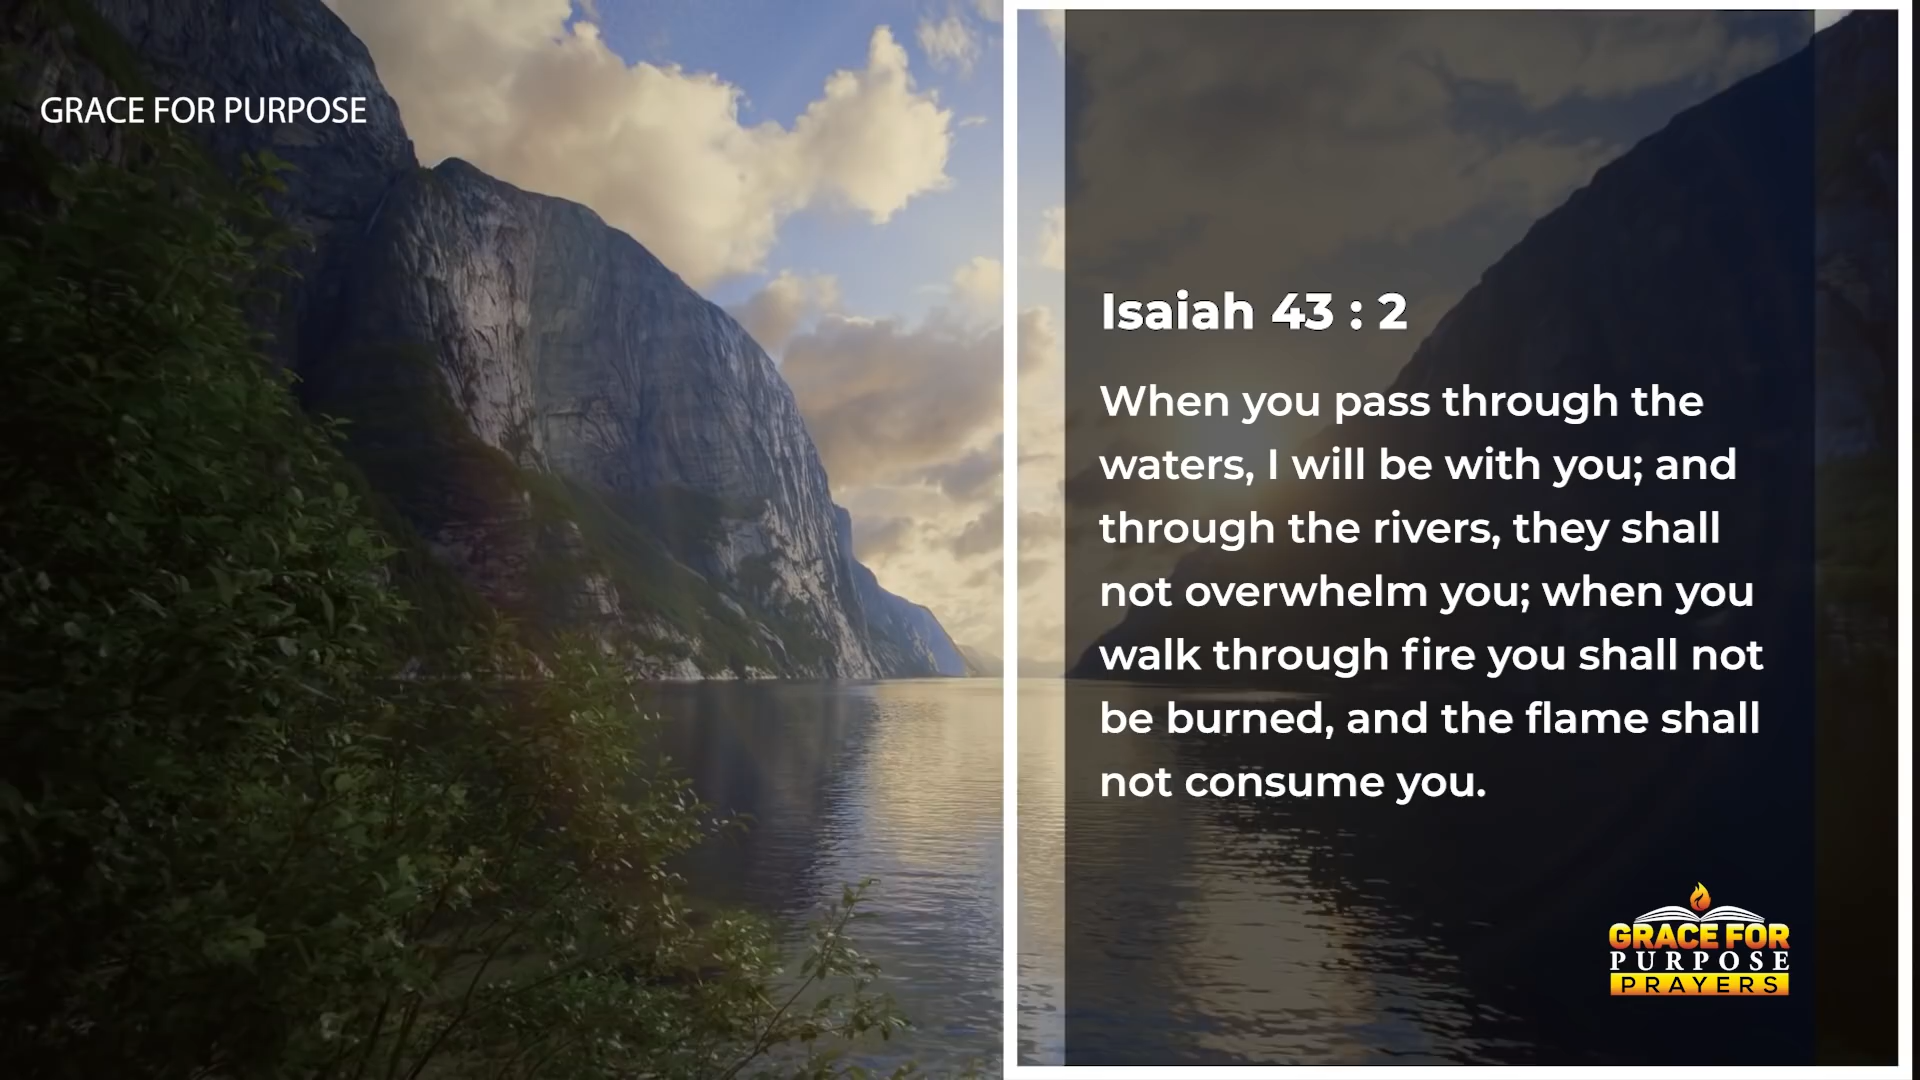 GRACE FOR PURPOSE
Isaiah 43 : 2
When you pass through the
waters, I will be with you; and
through the rivers, they shall
not overwhelm you; when you
walk through fire you shall not
be burned, and the flame shall
not consume you.
GRACE FOR
PURPOSE
PRAYERS